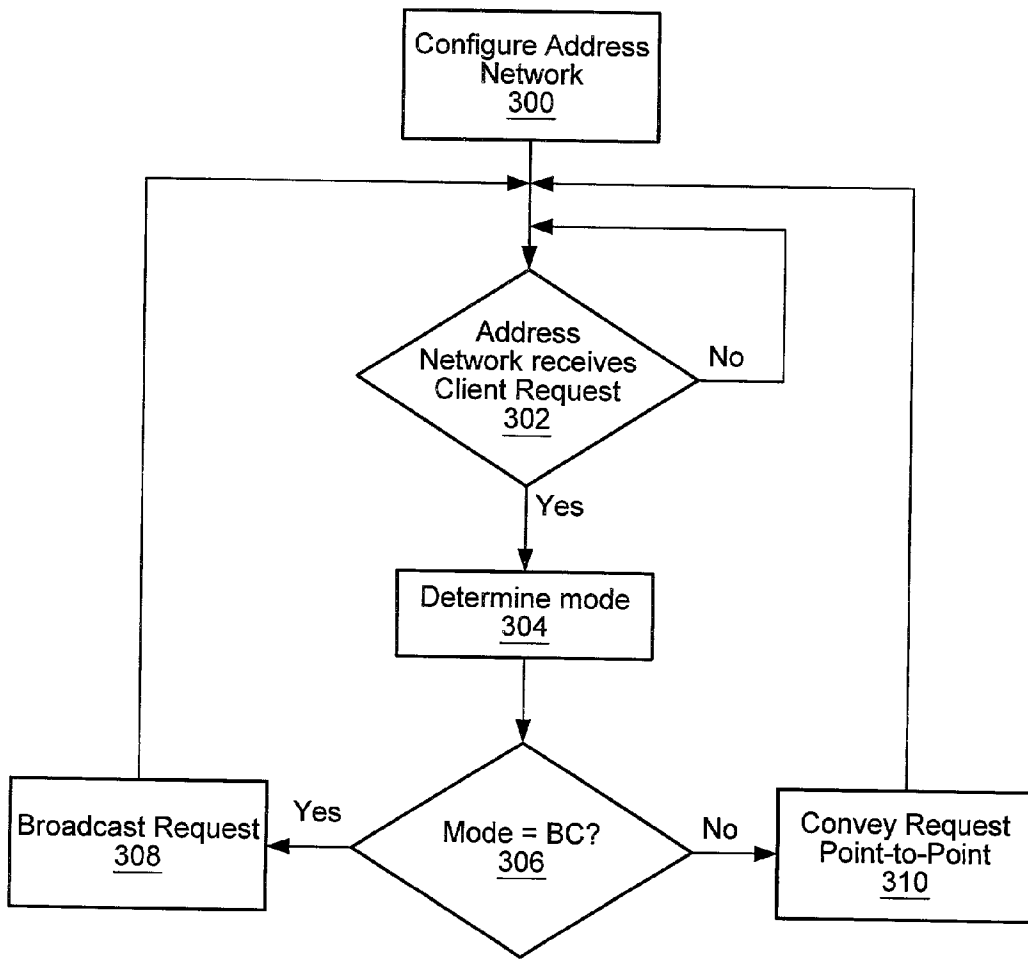 Configure Address
Network
300
Address
Network receives
Client Request
302
No
Yes
Determine mode
304
Broadcast Request
308
Yes
Mode = BC?
306
No
Convey Request
Point-to-Point
310